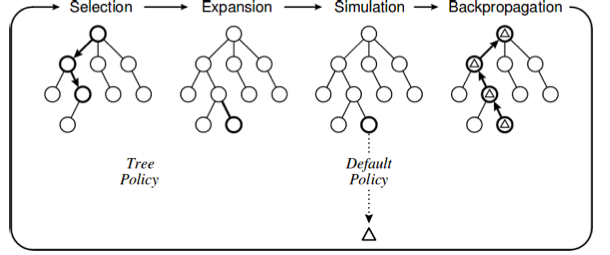 Selection
Expansion
Simulation
Backpropagation
Tree
Policy
Default
Policy